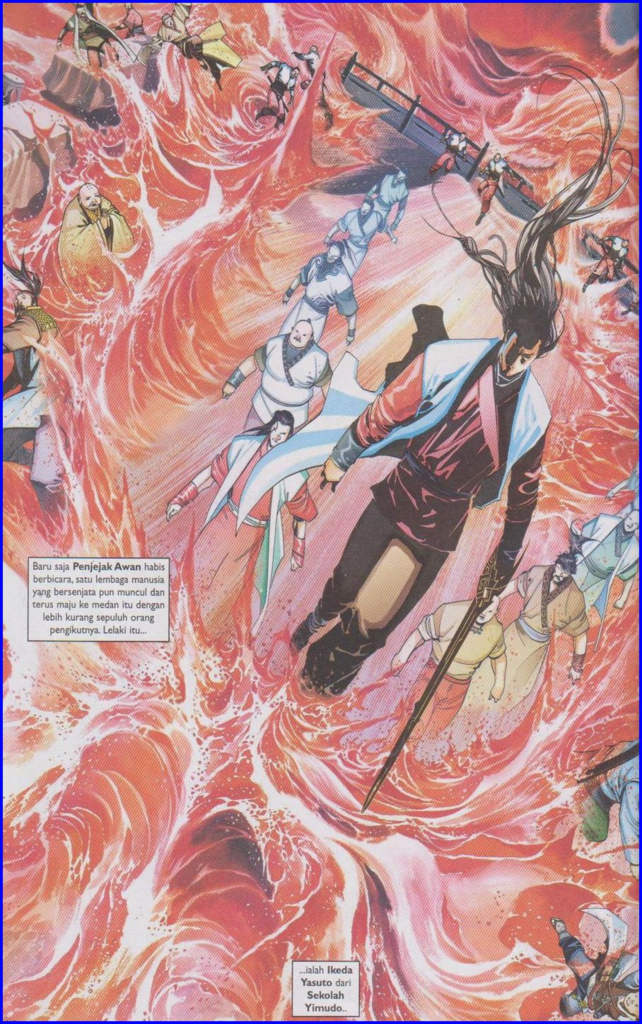 Baru saja Penjejak Awan habis
berbicara, satu lembaga manusia
yang bersenjata pun muncul dan
terus maju ke medan itu dengan
lebih kurang sepuluh orang
pengikutnya. Lelaki itu...
...ialah Ikeda
Yasuto dari
Sekolah
Yimudo..